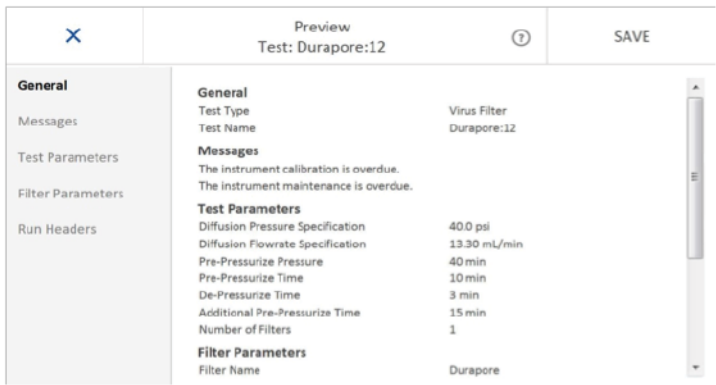 ✕
Preview
Test: Durapore:12
?
SAVE
General
Messages
Test Parameters
Filter Parameters
Run Headers
General
Test Type Virus Filter
Test Name Durapore:12
Messages
The instrument calibration is overdue.
The instrument maintenance is overdue.
Test Parameters
Diffusion Pressure Specification 40.0 psi
Diffusion Flowrate Specification 13.30 mL/min
Pre-Pressurize Pressure 40 min
Pre-Pressurize Time 10 min
De-Pressurize Time 3 min
Additional Pre-Pressurize Time 15 min
Number of Filters 1
Filter Parameters
Filter Name Durapore